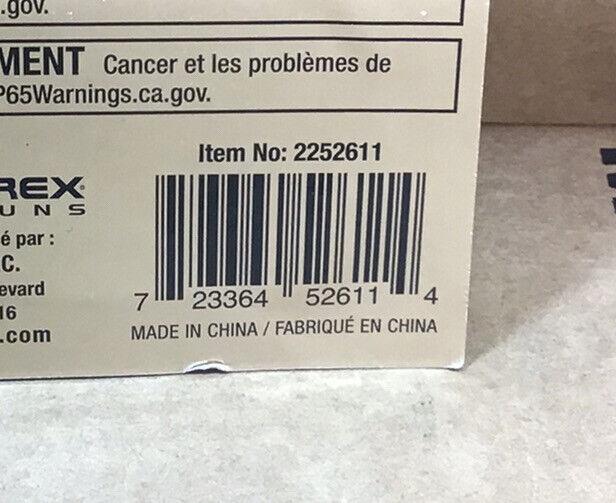 .gov.
MENT Cancer et les problèmes de
P65Warnings.ca.gov.
Item No: 2252611
REX
UNS
é par :
C.
evard
16
.com
7 23364 52611 4
MADE IN CHINA / FABRIQUÉ EN CHINA